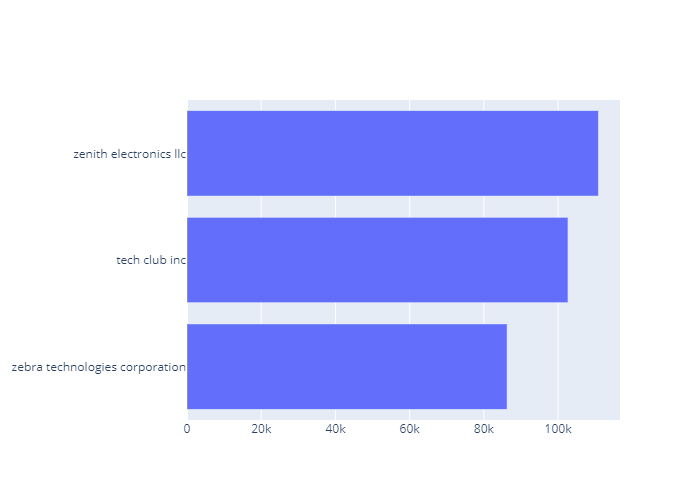 zenith electronics llc
tech club inc
zebra technologies corporation
0 20k 40k 60k 80k 100k